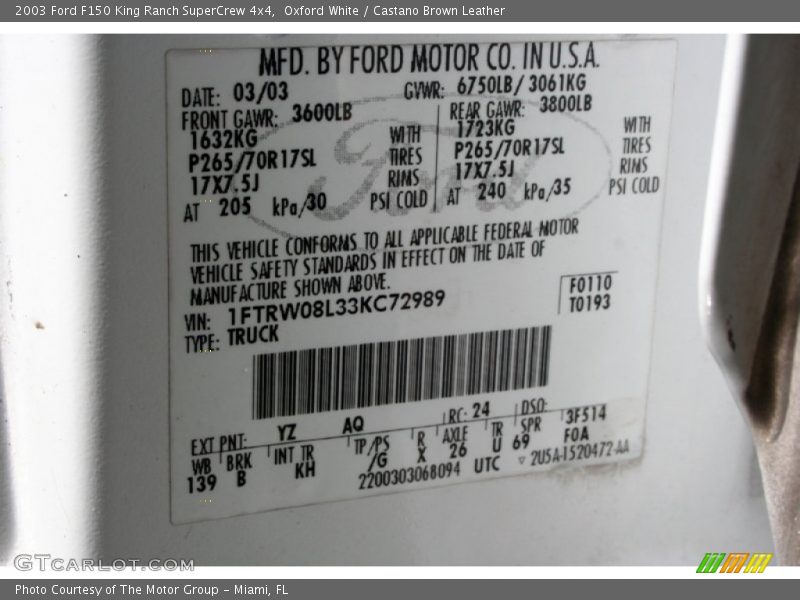 2003 Ford F150 King Ranch SuperCrew 4x4, Oxford White / Castano Brown Leather
MFD. BY FORD MOTOR CO. IN U.S.A.
DATE: 03/03 GVWR: 6750LB/ 3061KG
FRONT GAWR: 3600LB REAR GAWR: 3800LB
1632KG WITH 1723KG WITH
P265/70R17SL TIRES P265/70R17SL TIRES
17X7.5J RIMS 17X7.5J RIMS
AT 205 kPa/30 PSI COLD AT 240 kPa/35 PSI COLD
Ford
THIS VEHICLE CONFORMS TO ALL APPLICABLE FEDERAL MOTOR
VEHICLE SAFETY STANDARDS IN EFFECT ON THE DATE OF
MANUFACTURE SHOWN ABOVE.
VIN: 1FTRW08L33KC72989 F0110
TYPE: TRUCK T0193
EXT PNT: YZ AQ RC: 24 DSO:
WB BRK INT TR TP/PS R AXLE TR SPR 3F514
139 B KH /G X 26 U 69 FOA
2200303068094 UTC ▽ 2U5A-1520472-AA
GTCARLOT.COM
Photo Courtesy of The Motor Group - Miami, FL